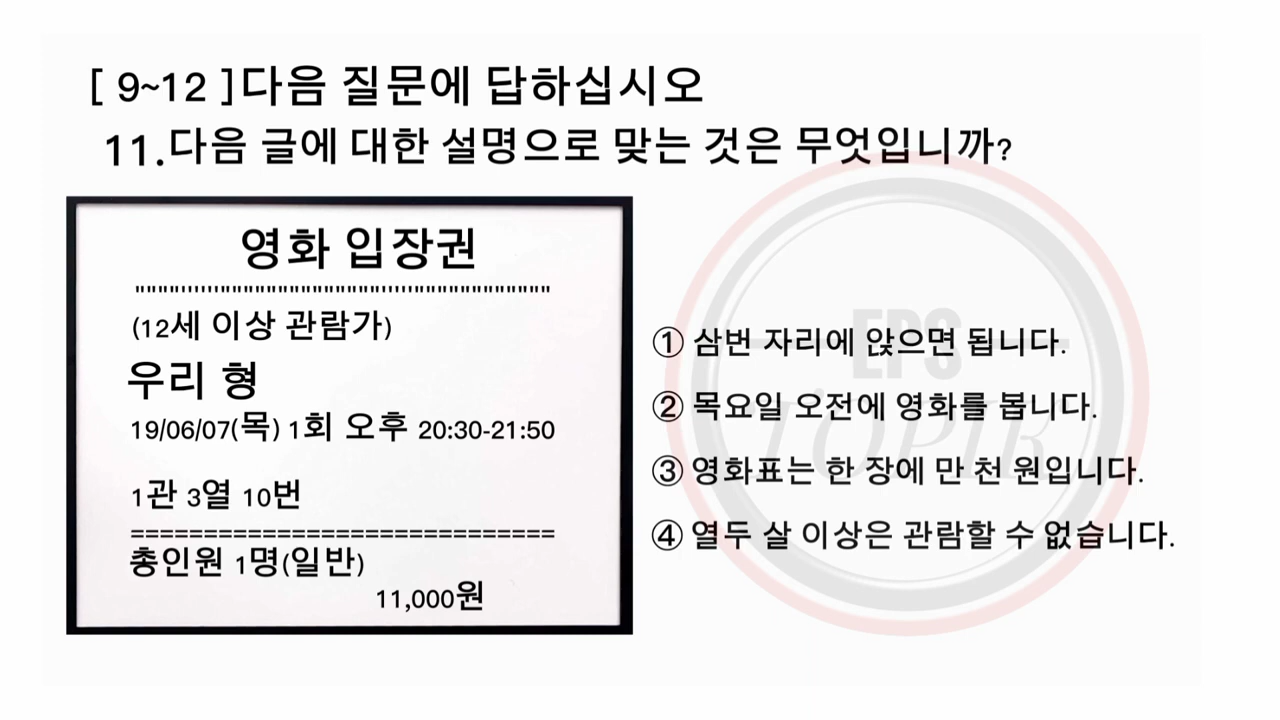 [ 9~12 ]다음 질문에 답하십시오
11.다음 글에 대한 설명으로 맞는 것은 무엇입니까?
영화 입장권
""""""""""""""""""""""""""""""""""""""""""
(12세 이상 관람가)
우리 형
19/06/07(목) 1회 오후 20:30-21:50
1관 3열 10번
==========================================
총인원 1명(일반)
11,000원
① 삼번 자리에 앉으면 됩니다.
② 목요일 오전에 영화를 봅니다.
③ 영화표는 한 장에 만 천 원입니다.
④ 열두 살 이상은 관람할 수 없습니다.
EPS
TOPIK